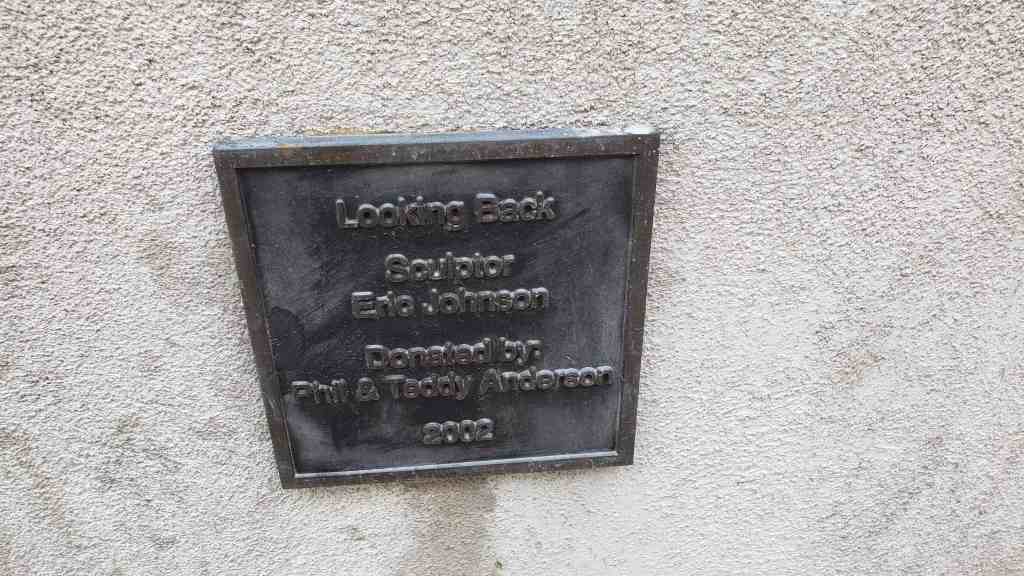 Looking Back
Sculptor
Eric Johnson
Donated by:
Phil & Teddy Anderson
2002